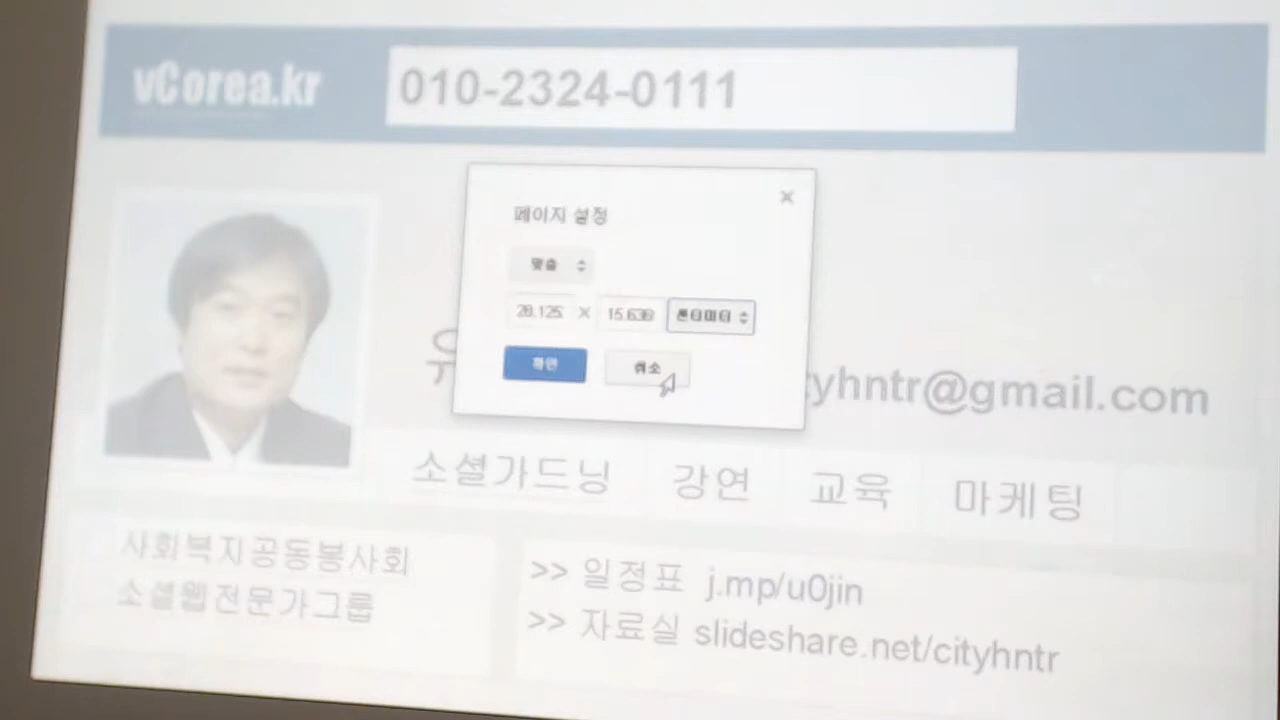 vCorea.kr 010-2324-0111
×
페이지 설정
맞춤
28.125 × 15.638 센티미터
확인 취소
유 tyhntr@gmail.com
소셜가드닝 강연 교육 마케팅
사회복지공동봉사회
소셜웹전문가그룹
>> 일정표 j.mp/u0jin
>> 자료실 slideshare.net/cityhntr